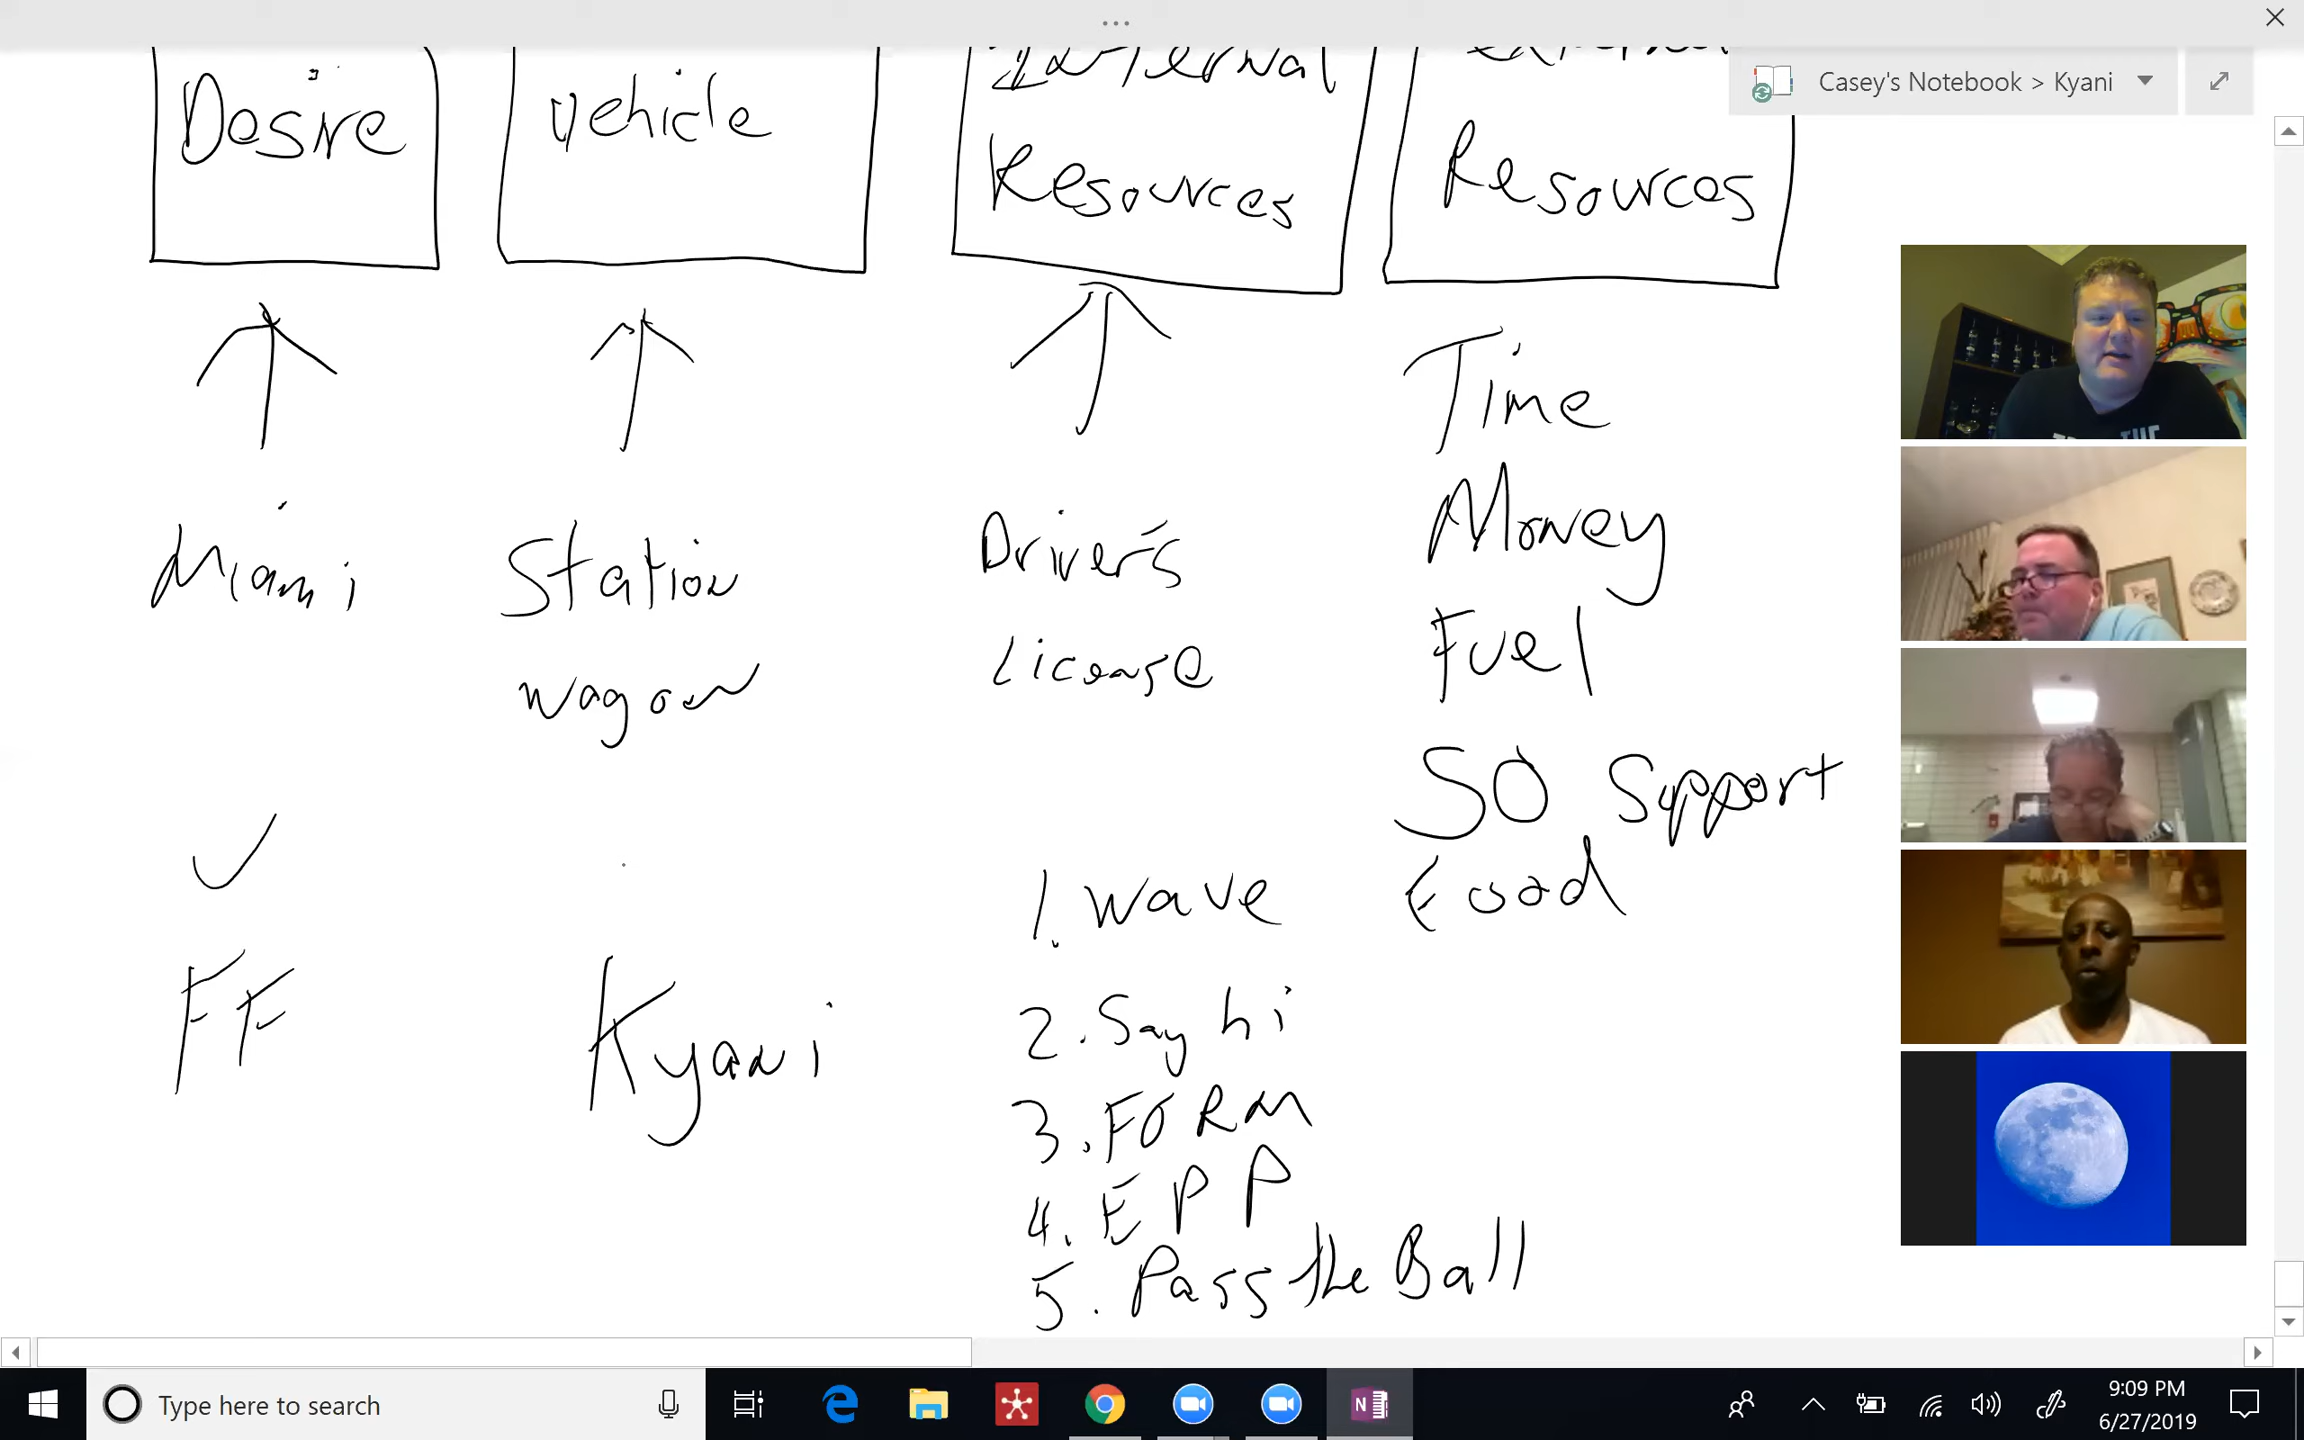 Casey's Notebook > Kyani
Desire
Vehicle
Internal
Resources
Resources
Miami
Station
wagon
Driver's
License
Time
Money
Fuel
SO Support
Food
FF
Kyani
1. Wave
2. Say hi
3. FORM
4. EPP
5. Pass the Ball
Type here to search
9:09 PM
6/27/2019